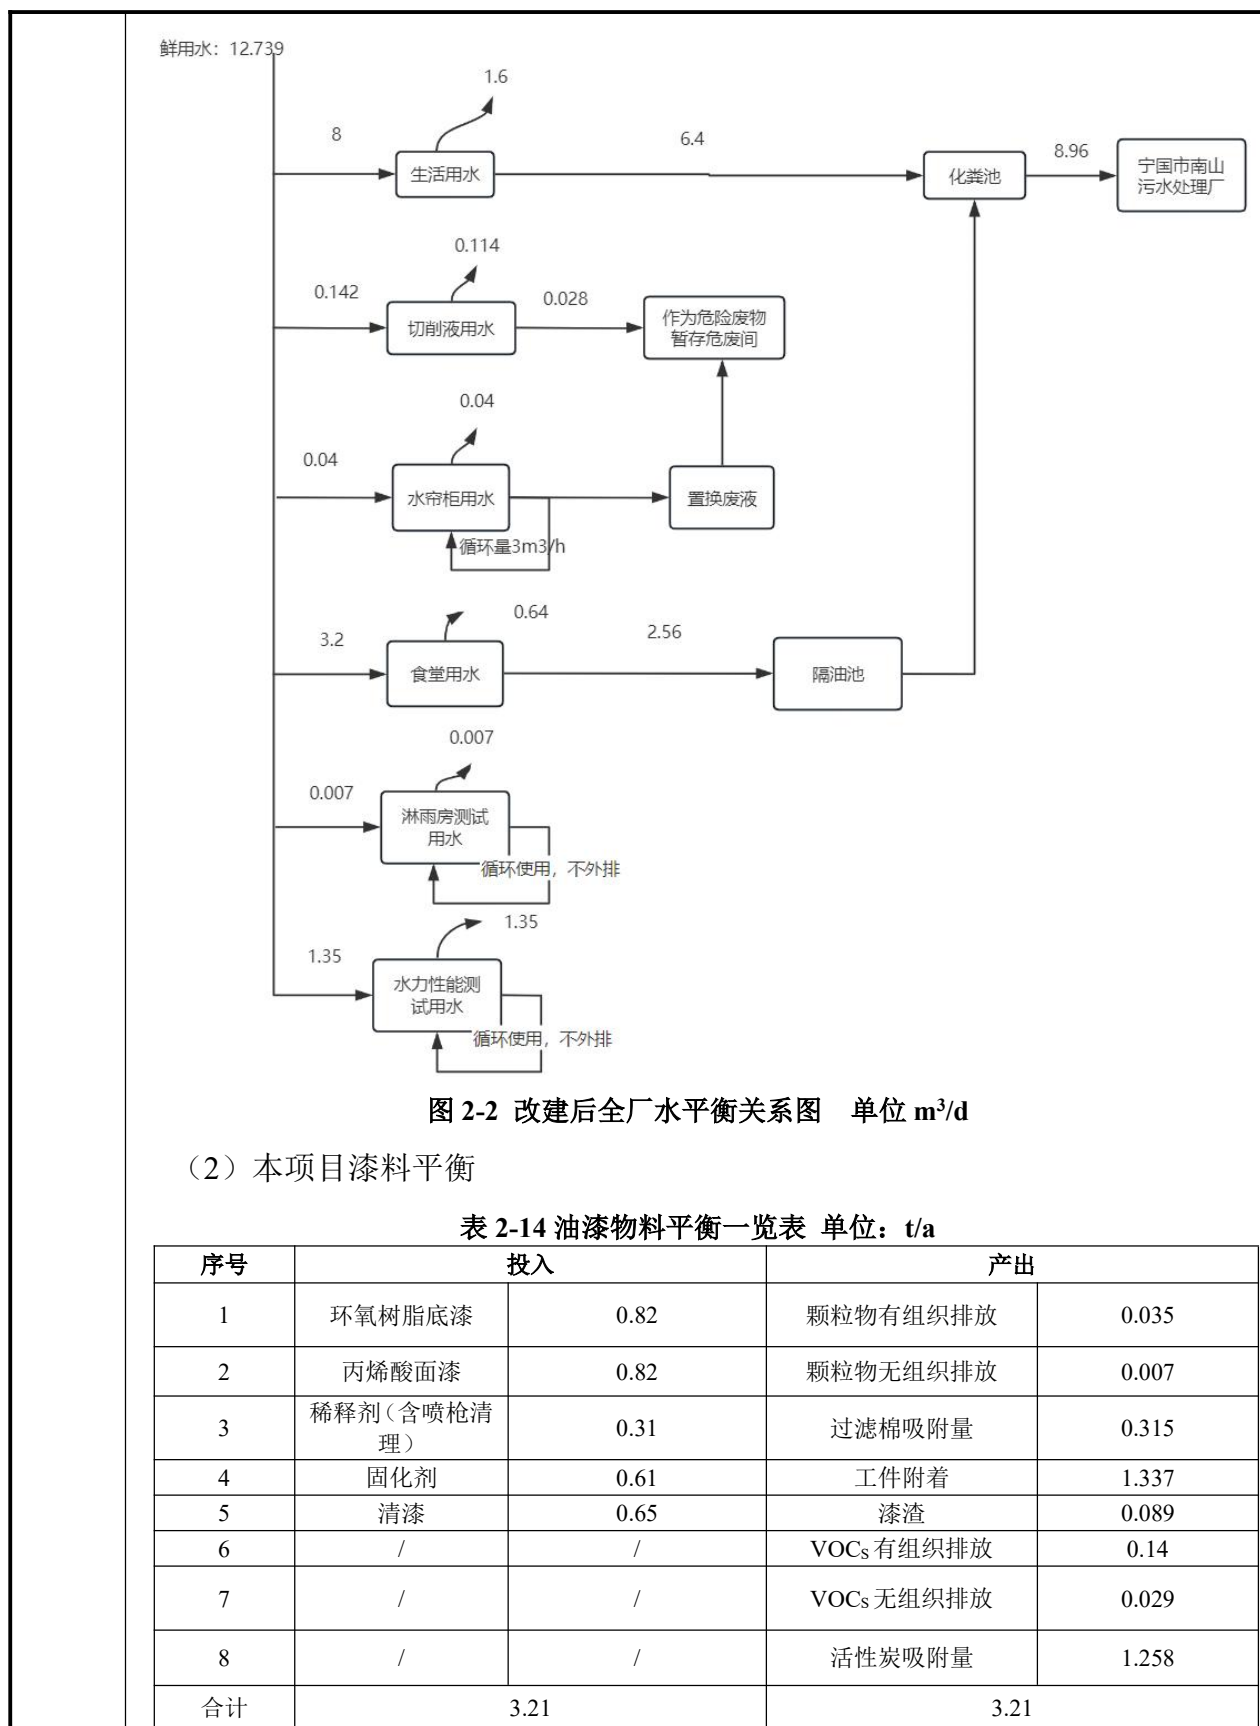 鲜用水：12.739
1.6
8
6.4
8.96
生活用水
化粪池
宁国市南山
污水处理厂
0.114
0.142
0.028
切削液用水
作为危险废物
暂存危废间
0.04
0.04
水帘柜用水
置换废液
循环量3m3/h
0.64
3.2
2.56
食堂用水
隔油池
0.007
0.007
淋雨房测试
用水
循环使用，不外排
1.35
1.35
水力性能测
试用水
循环使用，不外排
图 2-2 改建后全厂水平衡关系图 单位 m³/d
（2）本项目漆料平衡
表 2-14 油漆物料平衡一览表 单位：t/a
序号 投入 产出
1 环氧树脂底漆 0.82 颗粒物有组织排放 0.035
2 丙烯酸面漆 0.82 颗粒物无组织排放 0.007
3 稀释剂（含喷枪清
理） 0.31 过滤棉吸附量 0.315
4 固化剂 0.61 工件附着 1.337
5 清漆 0.65 漆渣 0.089
6 / / VOCs 有组织排放 0.14
7 / / VOCs 无组织排放 0.029
8 / / 活性炭吸附量 1.258
合计 3.21 3.21